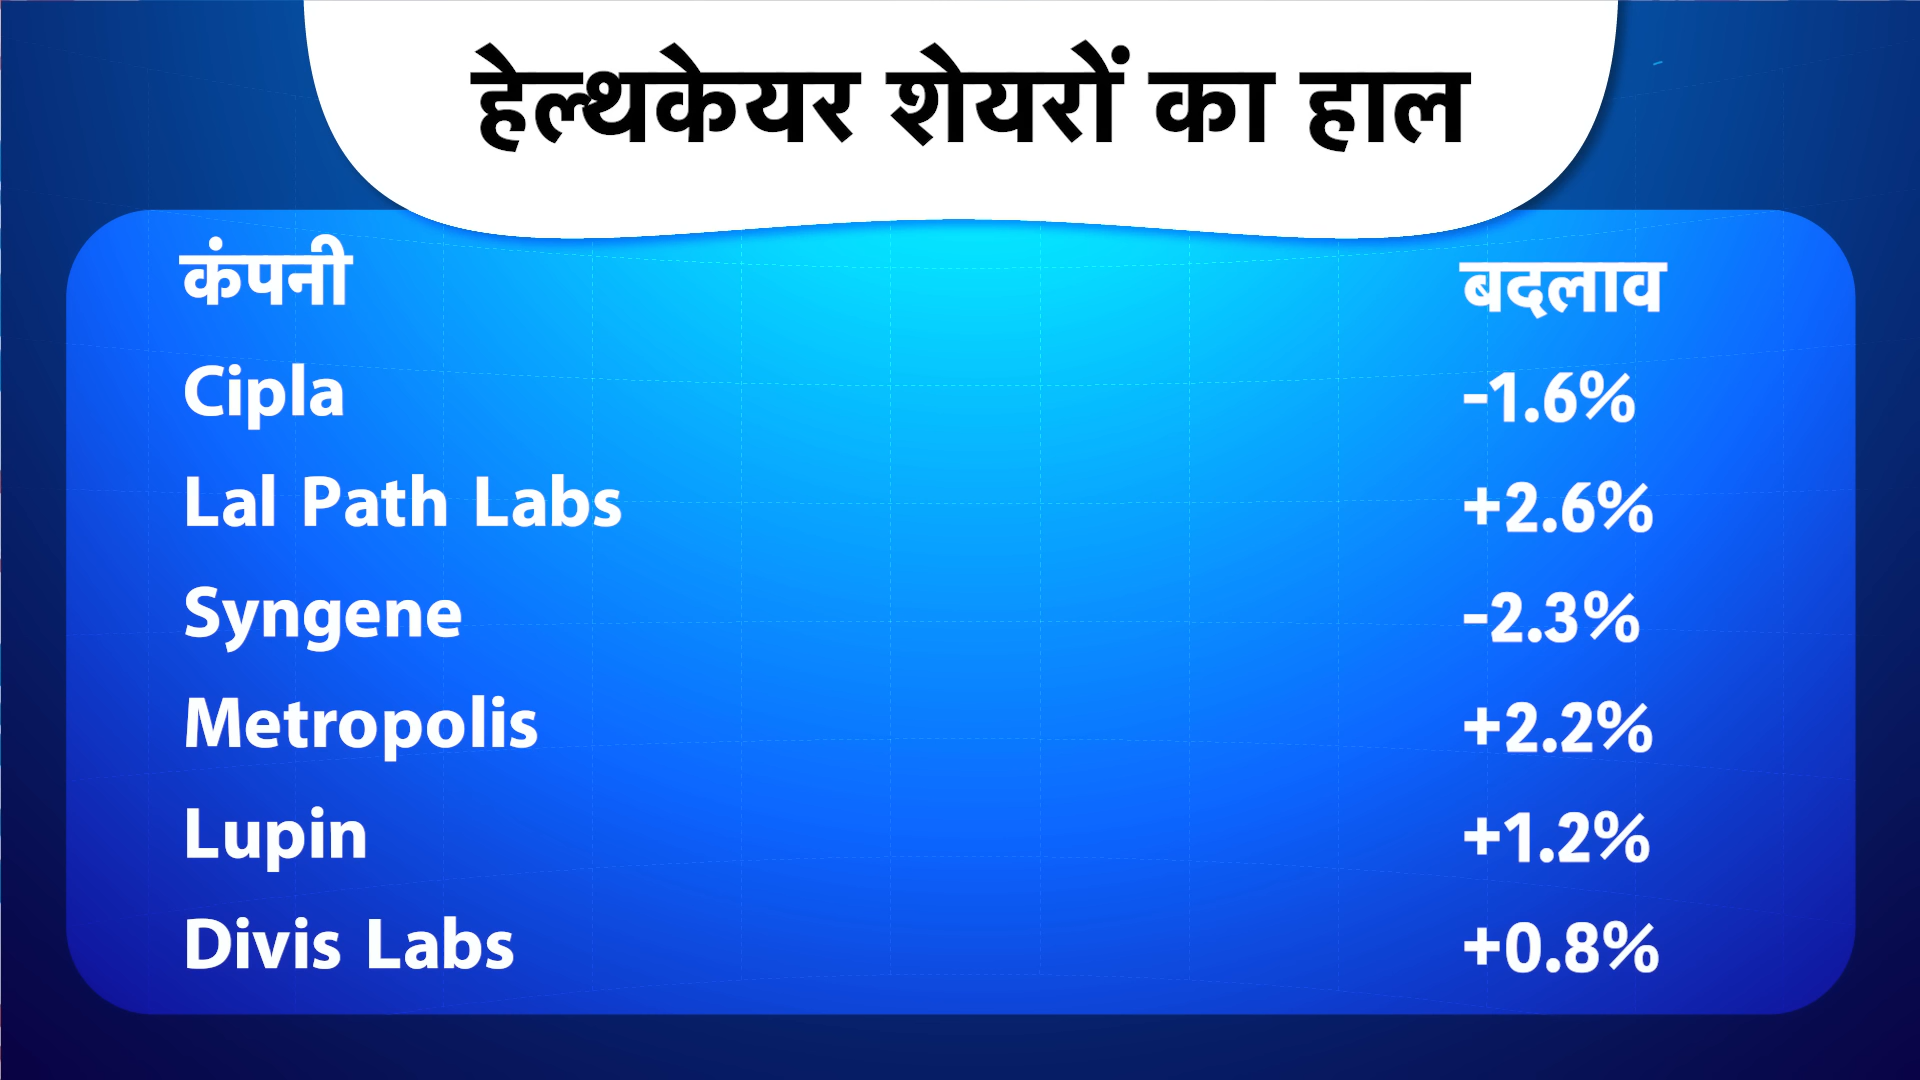 हेल्थकेयर शेयरों का हाल
कंपनी बदलाव
Cipla -1.6%
Lal Path Labs +2.6%
Syngene -2.3%
Metropolis +2.2%
Lupin +1.2%
Divis Labs +0.8%